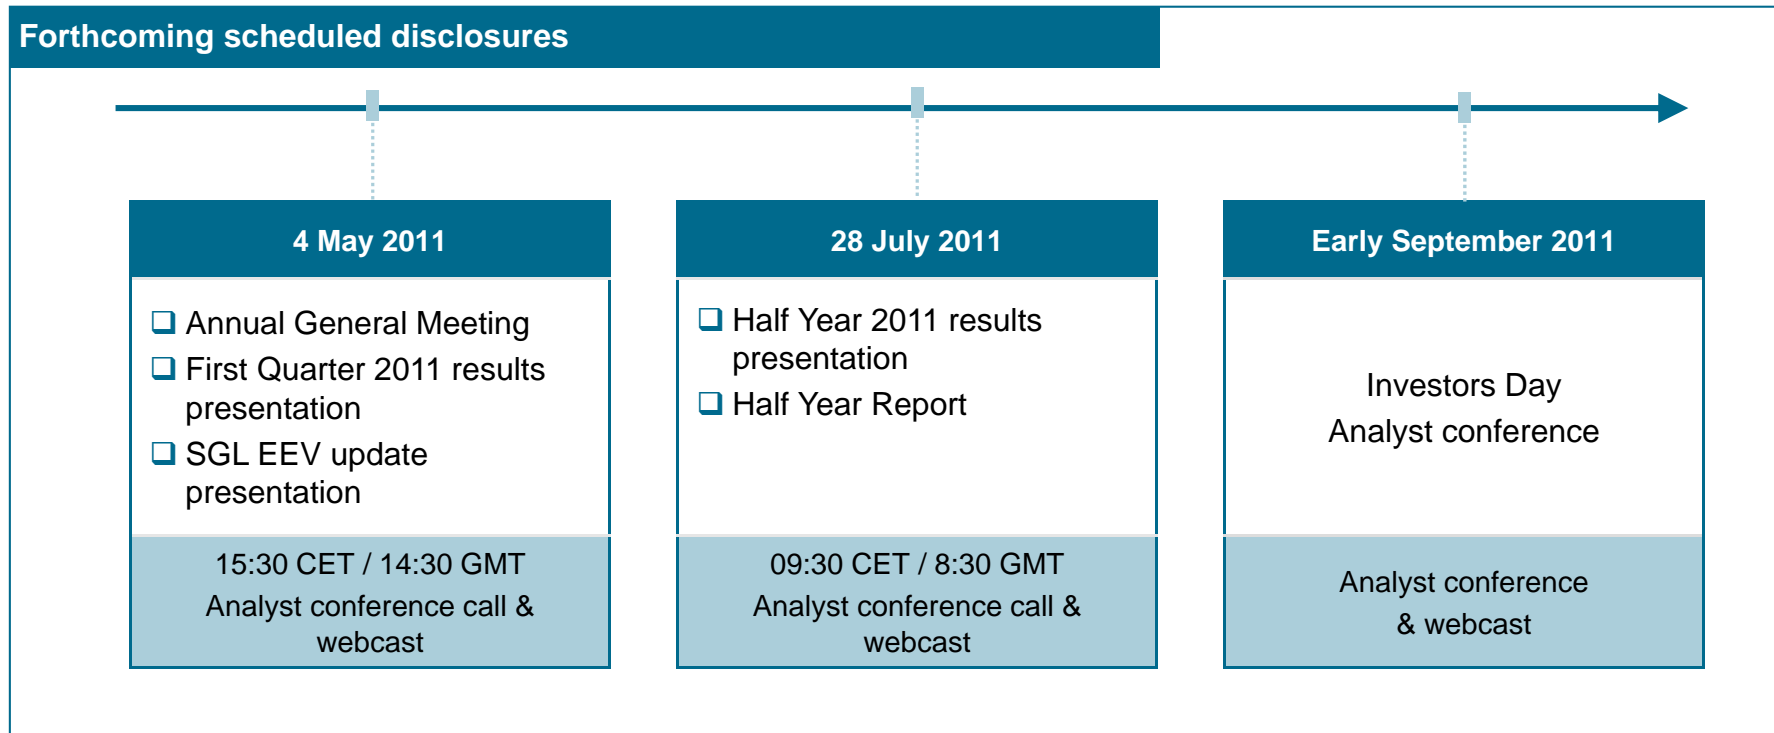 Forthcoming scheduled disclosures
4 May 2011
Annual General Meeting
First Quarter 2011 results
presentation
SGL EEV update
presentation
15:30 CET / 14:30 GMT
Analyst conference call &
webcast
28 July 2011
Half Year 2011 results
presentation
Half Year Report
09:30 CET / 8:30 GMT
Analyst conference call &
webcast
Early September 2011
Investors Day
Analyst conference
Analyst conference
& webcast